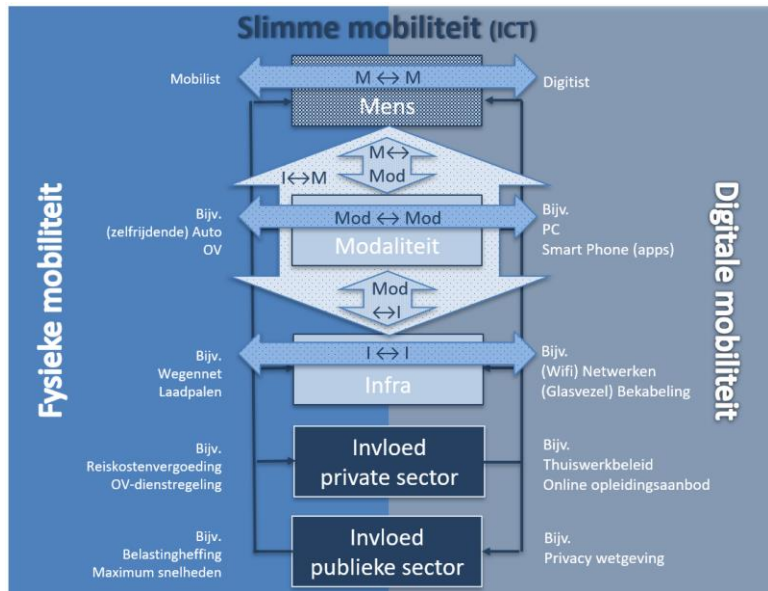 Slimme mobiliteit (ICT)
Mobilist
M ↔ M
Digitist
Mens
M↔
Mod
I↔M
Bijv.
(zelfrijdende) Auto
OV
Mod ↔ Mod
Modaliteit
Bijv.
PC
Smart Phone (apps)
Mod
↔I
Bijv.
Wegennet
Laadpalen
I ↔ I
Infra
Bijv.
(Wifi) Netwerken
(Glasvezel) Bekabeling
Bijv.
Reiskostenvergoeding
OV-dienstregeling
Invloed
private sector
Bijv.
Thuiswerkbeleid
Online opleidingsaanbod
Bijv.
Belastingheffing
Maximum snelheden
Invloed
publieke sector
Bijv.
Privacy wetgeving
Fysieke mobiliteit
Digitale mobiliteit